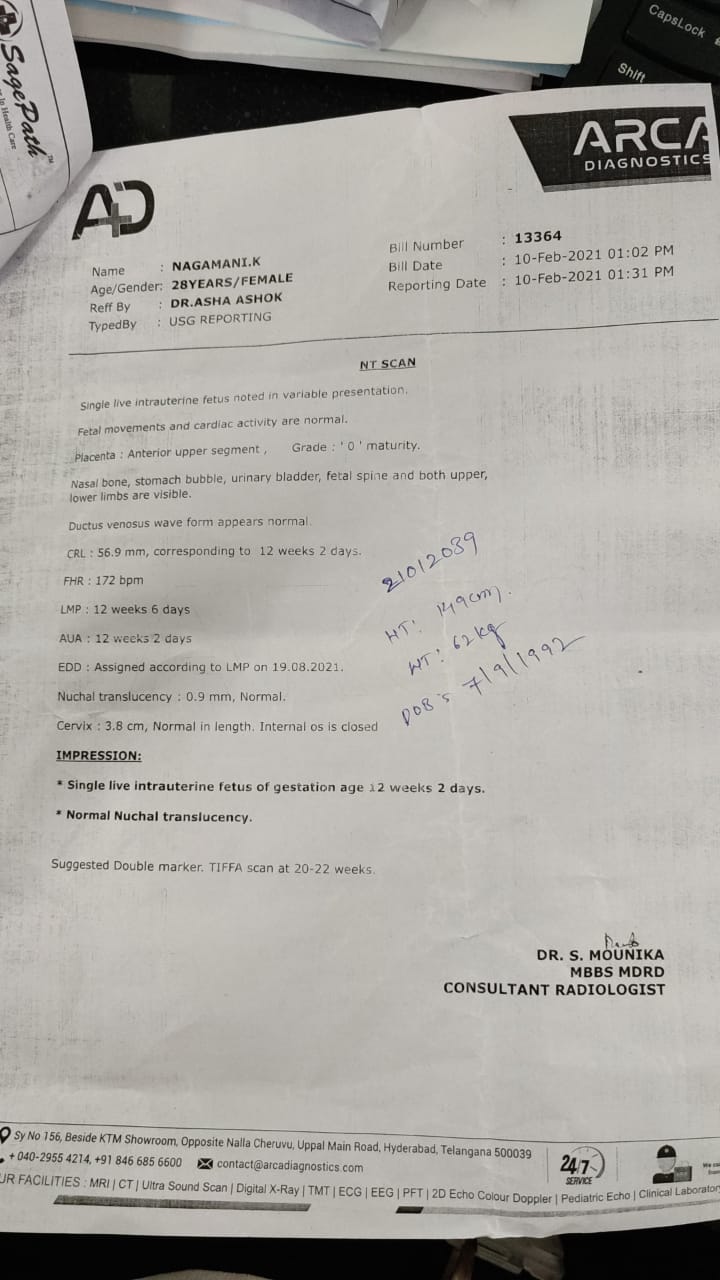 CapsLock
Shift
SagePath
In Health Care
ARCA
DIAGNOSTICS
AD
Name : NAGAMANI.K
Age/Gender: 28YEARS/FEMALE
Reff By : DR.ASHA ASHOK
TypedBy : USG REPORTING
Bill Number : 13364
Bill Date : 10-Feb-2021 01:02 PM
Reporting Date : 10-Feb-2021 01:31 PM
NT SCAN
Single live intrauterine fetus noted in variable presentation.
Fetal movements and cardiac activity are normal.
Placenta : Anterior upper segment , Grade : ' 0 ' maturity.
Nasal bone, stomach bubble, urinary bladder, fetal spine and both upper,
lower limbs are visible.
Ductus venosus wave form appears normal.
CRL : 56.9 mm, corresponding to 12 weeks 2 days.
FHR : 172 bpm
LMP : 12 weeks 6 days
AUA : 12 weeks 2 days
EDD : Assigned according to LMP on 19.08.2021.
Nuchal translucency : 0.9 mm, Normal.
Cervix : 3.8 cm, Normal in length. Internal os is closed
21012039
HT: 149cm.
WT: 62kg
DOB: 7/9/1992
IMPRESSION:
* Single live intrauterine fetus of gestation age 12 weeks 2 days.
* Normal Nuchal translucency.
Suggested Double marker. TIFFA scan at 20-22 weeks.
DR. S. MOUNIKA
MBBS MDRD
CONSULTANT RADIOLOGIST
Sy No 156, Beside KTM Showroom, Opposite Nalla Cheruvu, Uppal Main Road, Hyderabad, Telangana 500039
+ 040-2955 4214, +91 846 685 6600 contact@arcadiagnostics.com
24/7
SERVICE
UR FACILITIES : MRI | CT | Ultra Sound Scan | Digital X-Ray | TMT | ECG | EEG | PFT | 2D Echo Colour Doppler | Pediatric Echo | Clinical Laborator